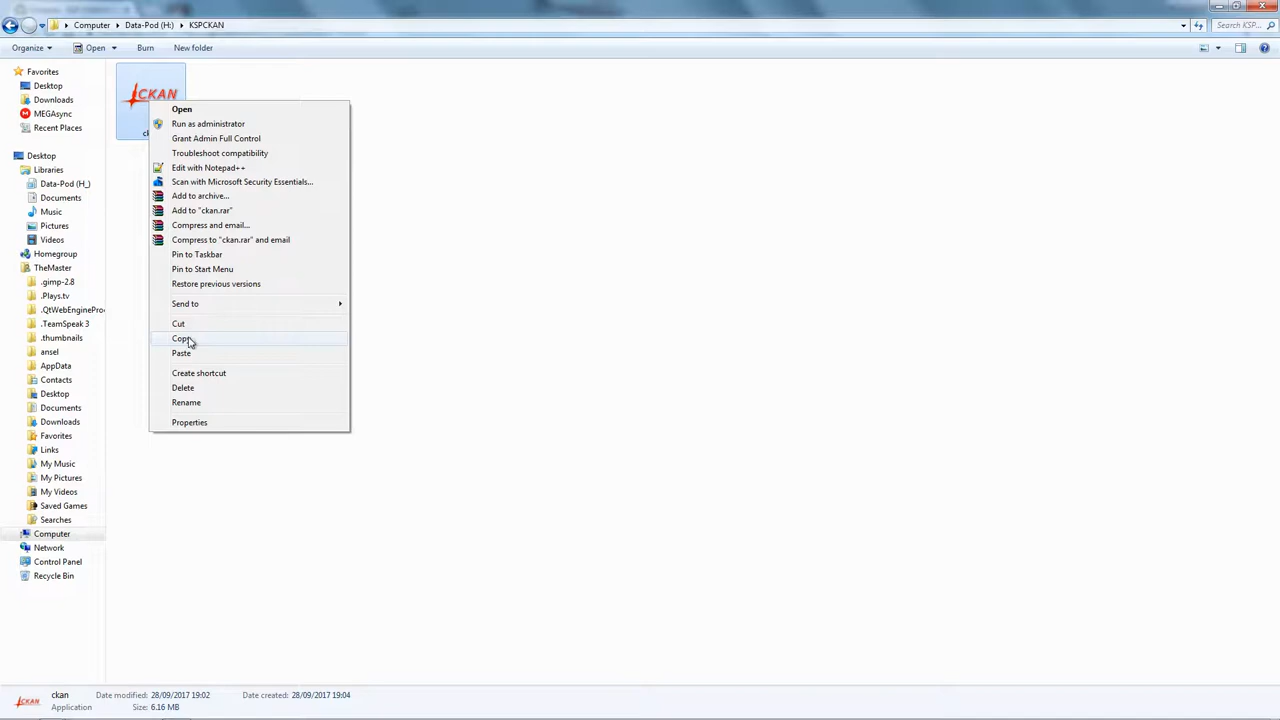 Computer Data-Pod (H:) KSPCKAN
Search KSP...
Organize Open Burn New folder
Favorites
Desktop
Downloads
MEGAsync
Recent Places
Desktop
Libraries
Data-Pod (H_)
Documents
Music
Pictures
Videos
Homegroup
TheMaster
.gimp-2.8
.Plays.tv
.QtWebEngineProc
.TeamSpeak 3
.thumbnails
ansel
AppData
Contacts
Desktop
Documents
Downloads
Favorites
Links
My Music
My Pictures
My Videos
Saved Games
Searches
Computer
Network
Control Panel
Recycle Bin
CKAN
Open
Run as administrator
Grant Admin Full Control
Troubleshoot compatibility
Edit with Notepad++
Scan with Microsoft Security Essentials...
Add to archive...
Add to "ckan.rar"
Compress and email...
Compress to "ckan.rar" and email
Pin to Taskbar
Pin to Start Menu
Restore previous versions
Send to
Cut
Copy
Paste
Create shortcut
Delete
Rename
Properties
CKAN
ckan Date modified: 28/09/2017 19:02 Date created: 28/09/2017 19:04
Application Size: 6.16 MB